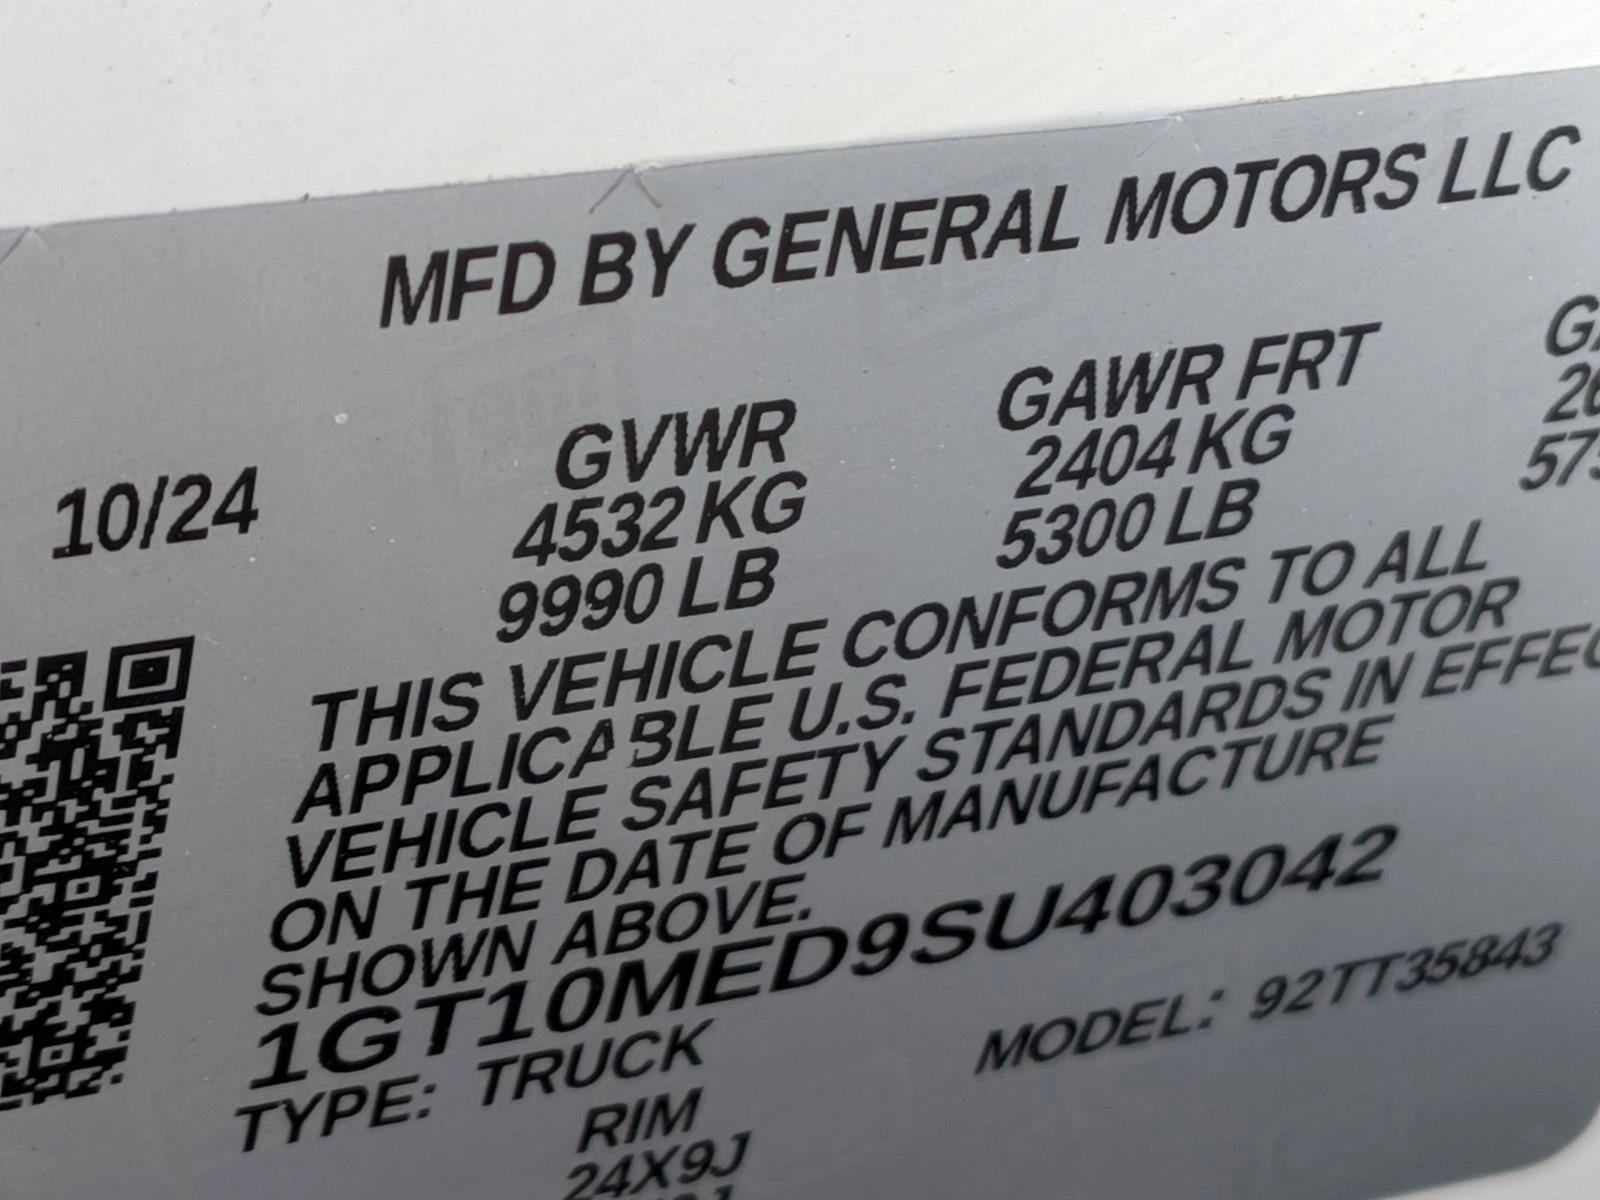 MFD BY GENERAL MOTORS LLC
10/24
GVWR
4532 KG
9990 LB
GAWR FRT
2404 KG
5300 LB
THIS VEHICLE CONFORMS TO ALL
APPLICABLE U.S. FEDERAL MOTOR
VEHICLE SAFETY STANDARDS IN EFFEC
ON THE DATE OF MANUFACTURE
SHOWN ABOVE.
1GT10MED9SU403042
TYPE: TRUCK
MODEL: 92TT35843
RIM
24X9J